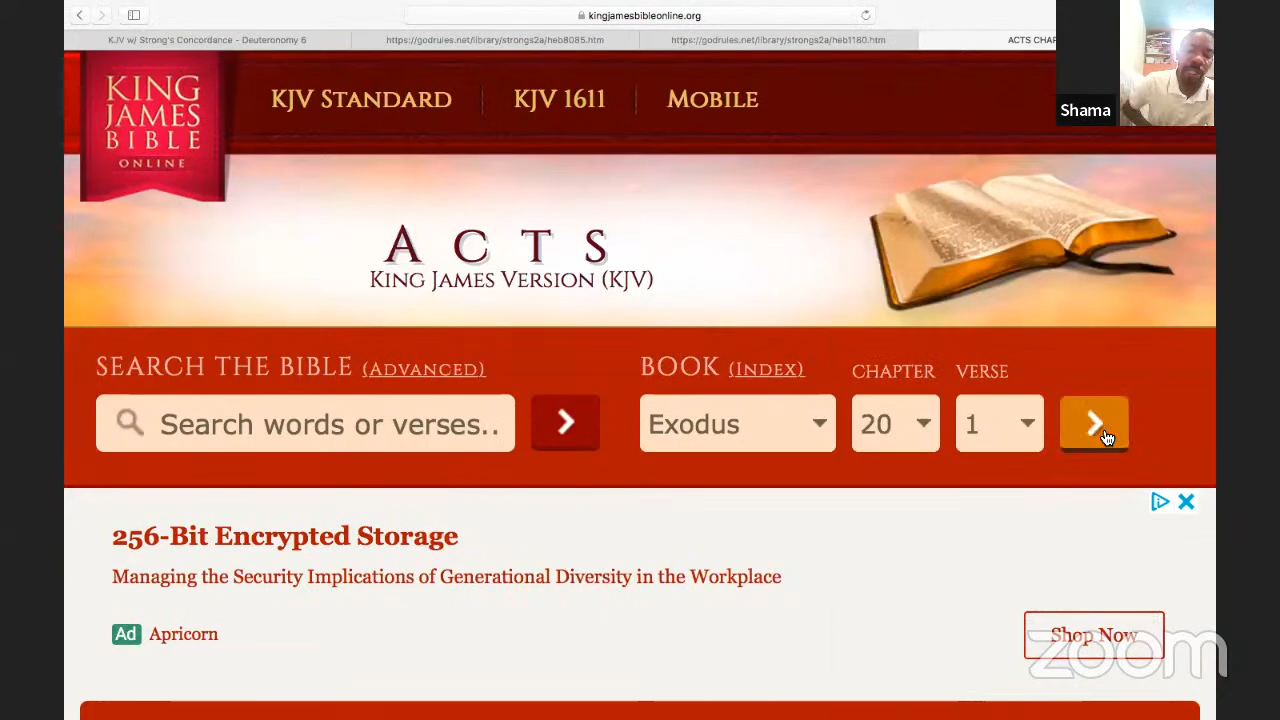 kingjamesbibleonline.org
KJV w/ Strong's Concordance - Deuteronomy 6
https://godrules.net/library/strongs2a/heb8085.htm
https://godrules.net/library/strongs2a/heb1180.htm
ACTS CHAP
Shama
KING
JAMES
BIBLE
ONLINE
KJV STANDARD
KJV 1611
MOBILE
ACTS
KING JAMES VERSION (KJV)
SEARCH THE BIBLE (ADVANCED)
BOOK (INDEX)
CHAPTER
VERSE
Search words or verses..
Exodus
20
1
256-Bit Encrypted Storage
Managing the Security Implications of Generational Diversity in the Workplace
Ad Apricorn
Shop Now
zoom